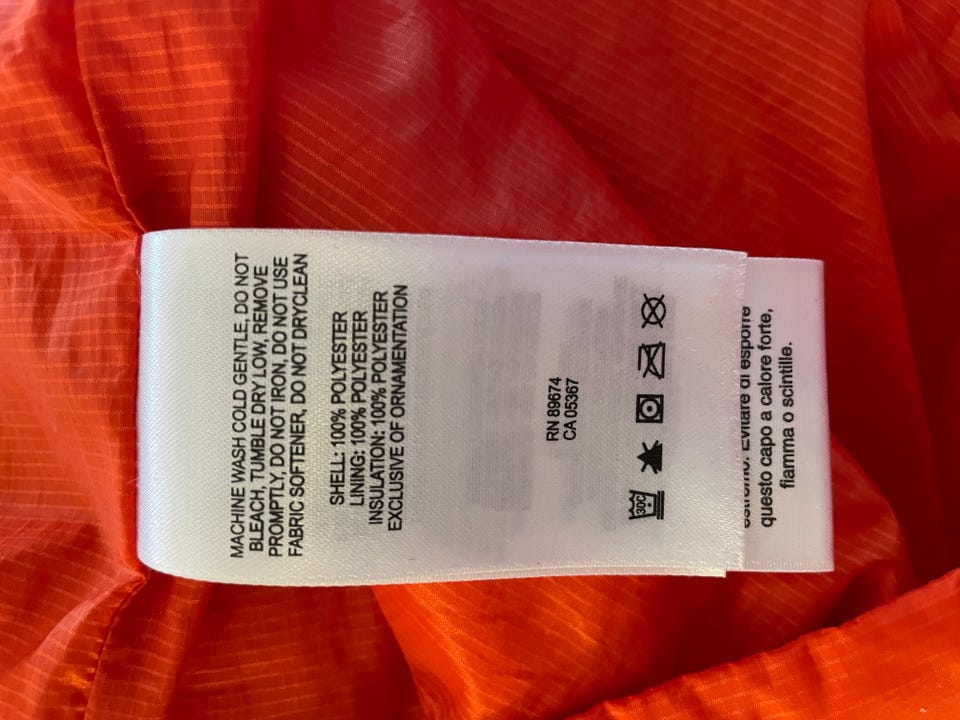 MACHINE WASH COLD GENTLE, DO NOT
BLEACH, TUMBLE DRY LOW, REMOVE
PROMPTLY, DO NOT IRON, DO NOT USE
FABRIC SOFTENER, DO NOT DRYCLEAN
SHELL: 100% POLYESTER
LINING: 100% POLYESTER
INSULATION: 100% POLYESTER
EXCLUSIVE OF ORNAMENTATION
RN 89674
CA 05367
30C
estremo. Evitare di esporre
questo capo a calore forte,
fiamma o scintille.